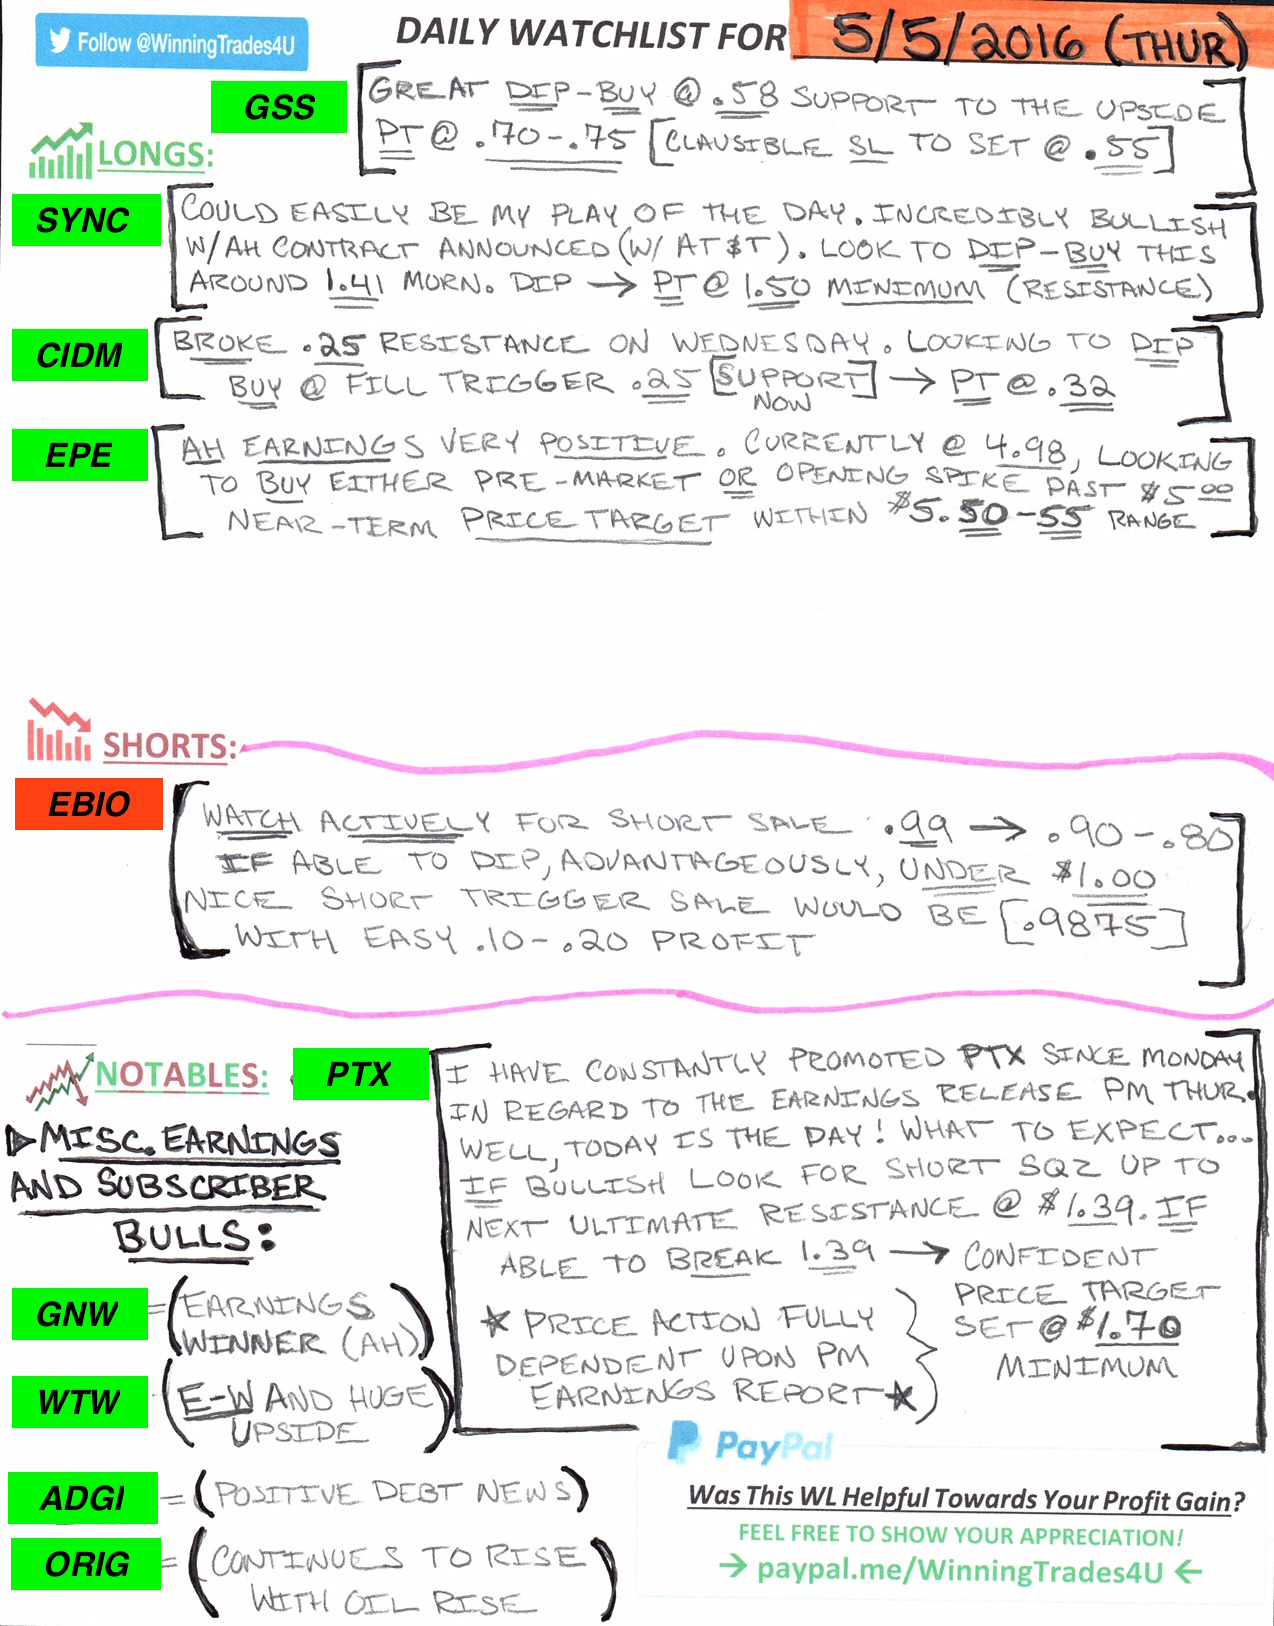 Follow @WinningTrades4U
DAILY WATCHLIST FOR 5/5/2016 (THUR)
LONGS:
GSS
GREAT DIP-BUY @ .58 SUPPORT TO THE UPSIDE
PT @ .70-.75 [CLAUSIBLE SL TO SET @ .55]
SYNC
COULD EASILY BE MY PLAY OF THE DAY. INCREDIBLY BULLISH
W/AH CONTRACT ANNOUNCED (W/ AT&T). LOOK TO DIP-BUY THIS
AROUND 1.41 MORN. DIP → PT @ 1.50 MINIMUM (RESISTANCE)
CIDM
BROKE .25 RESISTANCE ON WEDNESDAY. LOOKING TO DIP
BUY @ FILL TRIGGER .25 [SUPPORT] → PT @ .32
NOW
EPE
AH EARNINGS VERY POSITIVE. CURRENTLY @ 4.98, LOOKING
TO BUY EITHER PRE-MARKET OR OPENING SPIKE PAST $5.00
NEAR-TERM PRICE TARGET WITHIN $5.50-55 RANGE
SHORTS:
EBIO
WATCH ACTIVELY FOR SHORT SALE .99 → .90-.80
IF ABLE TO DIP, ADVANTAGEOUSLY, UNDER $1.00
NICE SHORT TRIGGER SALE WOULD BE [.9875]
WITH EASY .10-.20 PROFIT
NOTABLES:
PTX
I HAVE CONSTANTLY PROMOTED PTX SINCE MONDAY
IN REGARD TO THE EARNINGS RELEASE PM THUR.
WELL, TODAY IS THE DAY! WHAT TO EXPECT...
IF BULLISH LOOK FOR SHORT SQZ UP TO
NEXT ULTIMATE RESISTANCE @ $1.39. IF
ABLE TO BREAK 1.39 → CONFIDENT
PRICE TARGET
SET @ $1.70
MINIMUM
★ PRICE ACTION FULLY
DEPENDENT UPON PM
EARNINGS REPORT ★
▷ MISC. EARNINGS
AND SUBSCRIBER
BULLS:
GNW = (EARNINGS
WINNER (AH))
WTW (E-W AND HUGE
UPSIDE)
ADGI = (POSITIVE DEBT NEWS)
ORIG = (CONTINUES TO RISE
WITH OIL RISE)
PayPal
Was This WL Helpful Towards Your Profit Gain?
FEEL FREE TO SHOW YOUR APPRECIATION!
→ paypal.me/WinningTrades4U ←